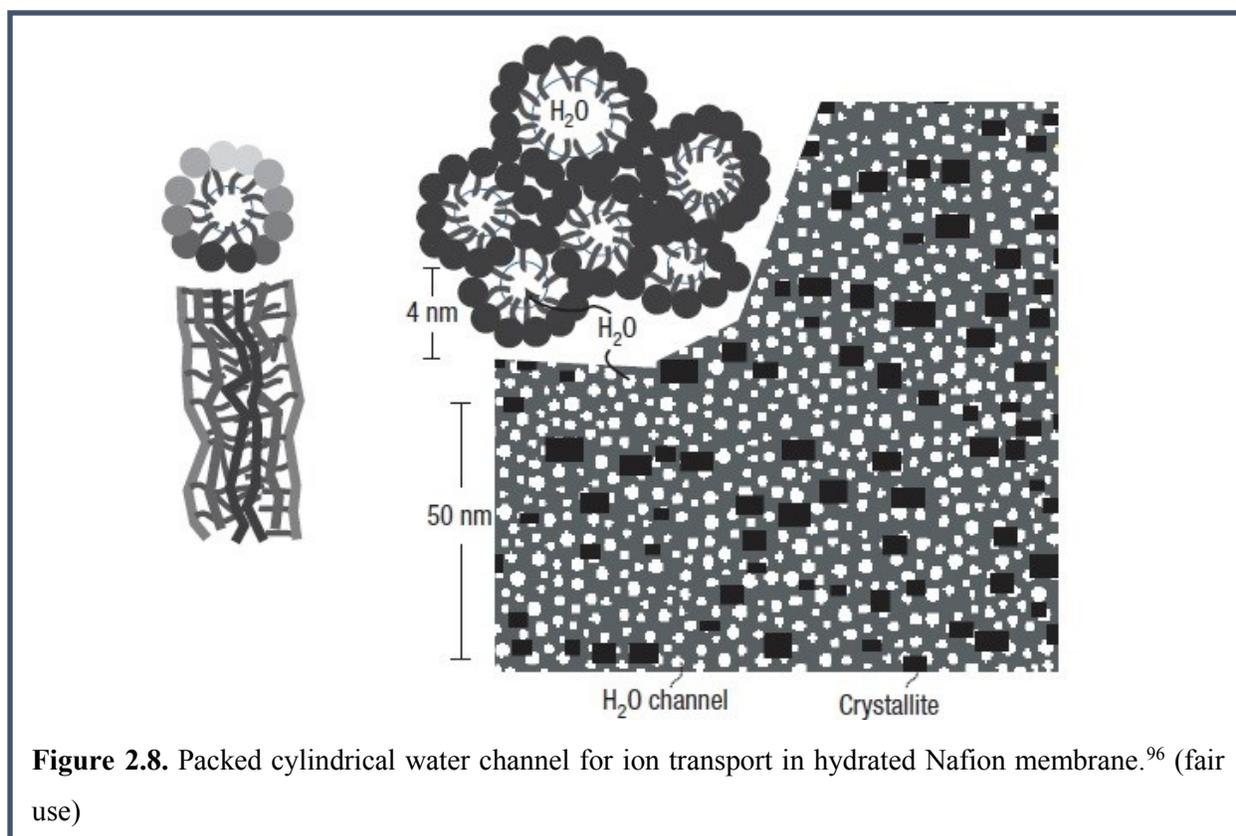 H₂O
4 nm
H₂O
50 nm
H₂O channel
Crystallite
Figure 2.8. Packed cylindrical water channel for ion transport in hydrated Nafion membrane.⁹⁶ (fair
use)